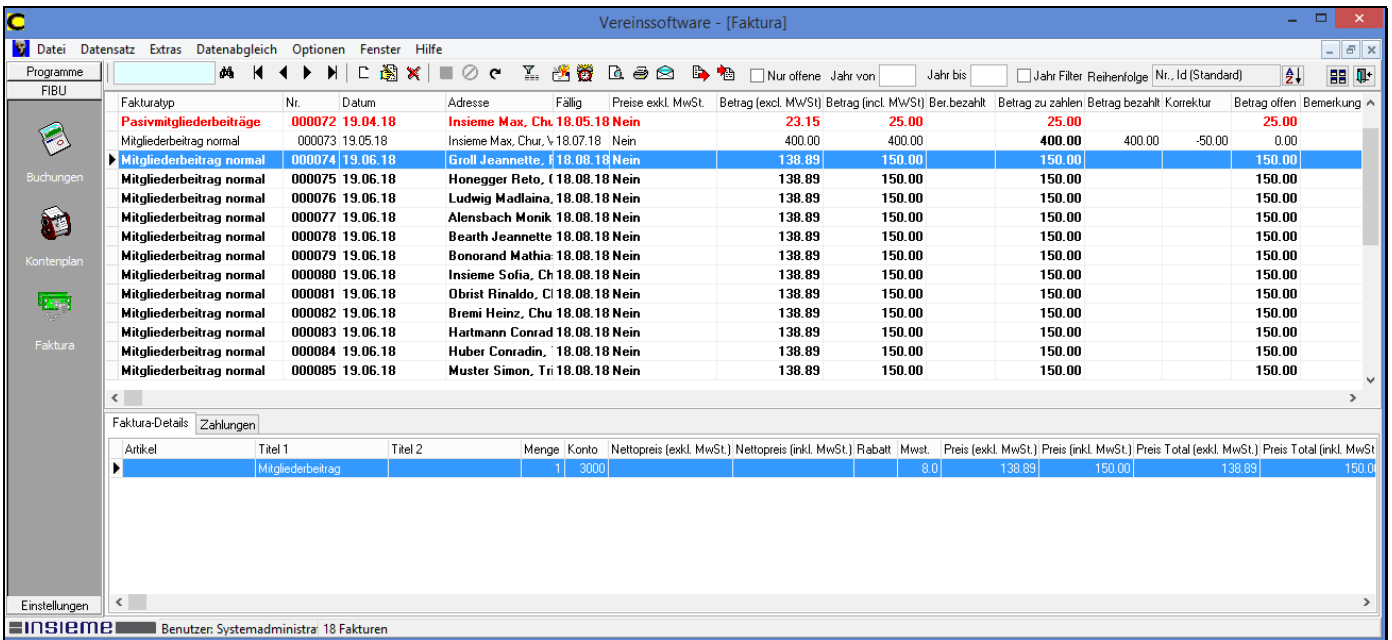 Vereinssoftware - [Faktura]
Datei Datensatz Extras Datenabgleich Optionen Fenster Hilfe
Programme
FIBU
Nur offene Jahr von Jahr bis Jahr Filter Reihenfolge Nr., Id (Standard)
Fakturatyp Nr. Datum Adresse Fällig Preise exkl. MwSt. Betrag (excl. MWSt) Betrag (incl. MWSt) Ber.bezahlt Betrag zu zahlen Betrag bezahlt Korrektur Betrag offen Bemerkung
Pasivmitgliederbeiträge 000072 19.04.18 Insieme Max, Chu 18.05.18 Nein 23.15 25.00 25.00 25.00
Mitgliederbeitrag normal 000073 19.05.18 Insieme Max, Chur, V 18.07.18 Nein 400.00 400.00 400.00 400.00 -50.00 0.00
Mitgliederbeitrag normal 000074 19.06.18 Groll Jeannette, 18.08.18 Nein 138.89 150.00 150.00 150.00
Mitgliederbeitrag normal 000075 19.06.18 Honegger Reto, 18.08.18 Nein 138.89 150.00 150.00 150.00
Mitgliederbeitrag normal 000076 19.06.18 Ludwig Madlaina, 18.08.18 Nein 138.89 150.00 150.00 150.00
Mitgliederbeitrag normal 000077 19.06.18 Alensbach Monik 18.08.18 Nein 138.89 150.00 150.00 150.00
Mitgliederbeitrag normal 000078 19.06.18 Bearth Jeannette 18.08.18 Nein 138.89 150.00 150.00 150.00
Mitgliederbeitrag normal 000079 19.06.18 Bonorand Mathia 18.08.18 Nein 138.89 150.00 150.00 150.00
Mitgliederbeitrag normal 000080 19.06.18 Insieme Sofia, Ch 18.08.18 Nein 138.89 150.00 150.00 150.00
Mitgliederbeitrag normal 000081 19.06.18 Obrist Rinaldo, C 18.08.18 Nein 138.89 150.00 150.00 150.00
Mitgliederbeitrag normal 000082 19.06.18 Bremi Heinz, Chu 18.08.18 Nein 138.89 150.00 150.00 150.00
Mitgliederbeitrag normal 000083 19.06.18 Hartmann Conrad 18.08.18 Nein 138.89 150.00 150.00 150.00
Mitgliederbeitrag normal 000084 19.06.18 Huber Conradin, 18.08.18 Nein 138.89 150.00 150.00 150.00
Mitgliederbeitrag normal 000085 19.06.18 Muster Simon, Tri 18.08.18 Nein 138.89 150.00 150.00 150.00
Buchungen
Kontenplan
Faktura
Faktura-Details Zahlungen
Artikel Titel 1 Titel 2 Menge Konto Nettopreis (exkl. MwSt.) Nettopreis (inkl. MwSt.) Rabatt Mwst. Preis (exkl. MwSt.) Preis (inkl. MwSt.) Preis Total (exkl. MwSt.) Preis Total (inkl. MwSt
Mitgliederbeitrag 1 3000 8.0 138.89 150.00 138.89 150.0
Einstellungen
INSIEME Benutzer: Systemadministra 18 Fakturen